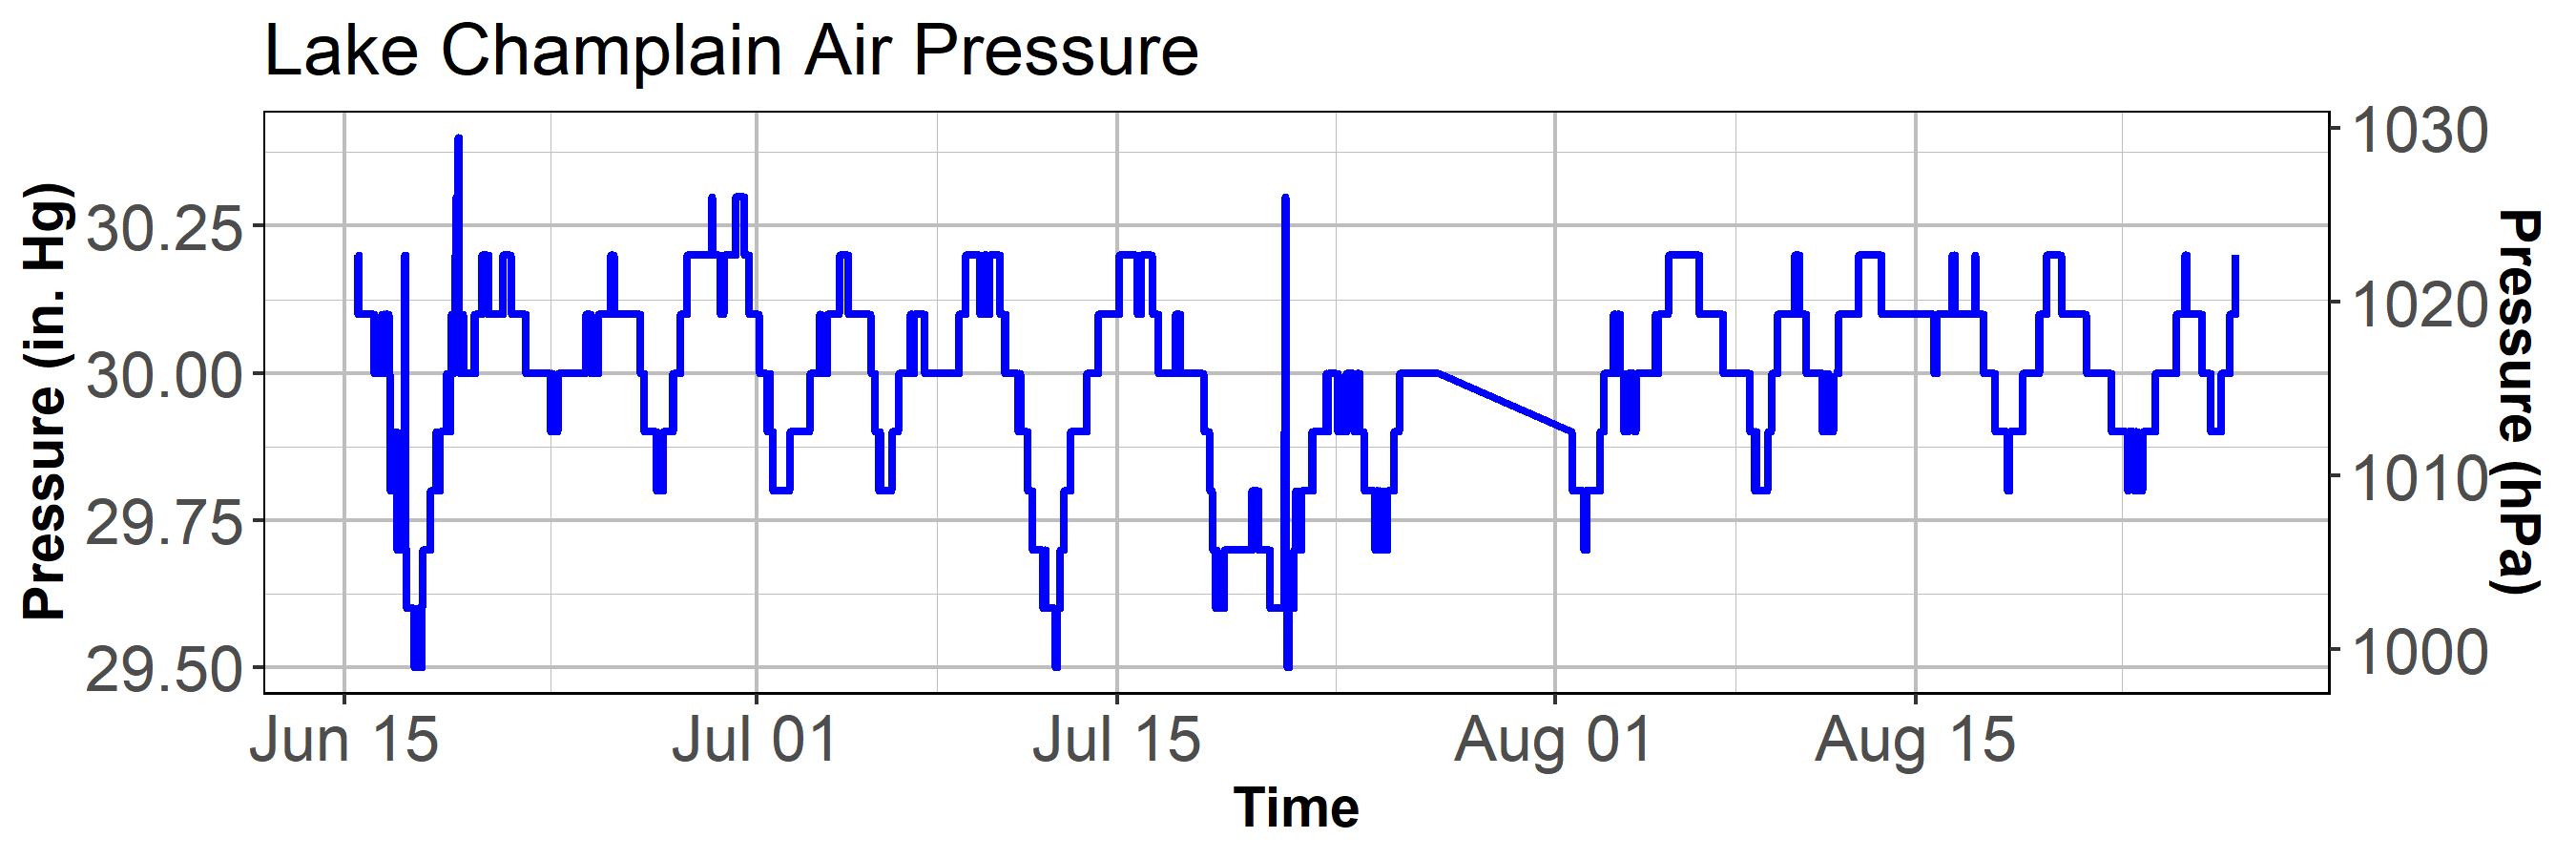 Lake Champlain Air Pressure
Pressure (in. Hg)
30.25
30.00
29.75
29.50
1030
1020
1010
1000
Pressure (hPa)
Jun 15
Jul 01
Jul 15
Aug 01
Aug 15
Time